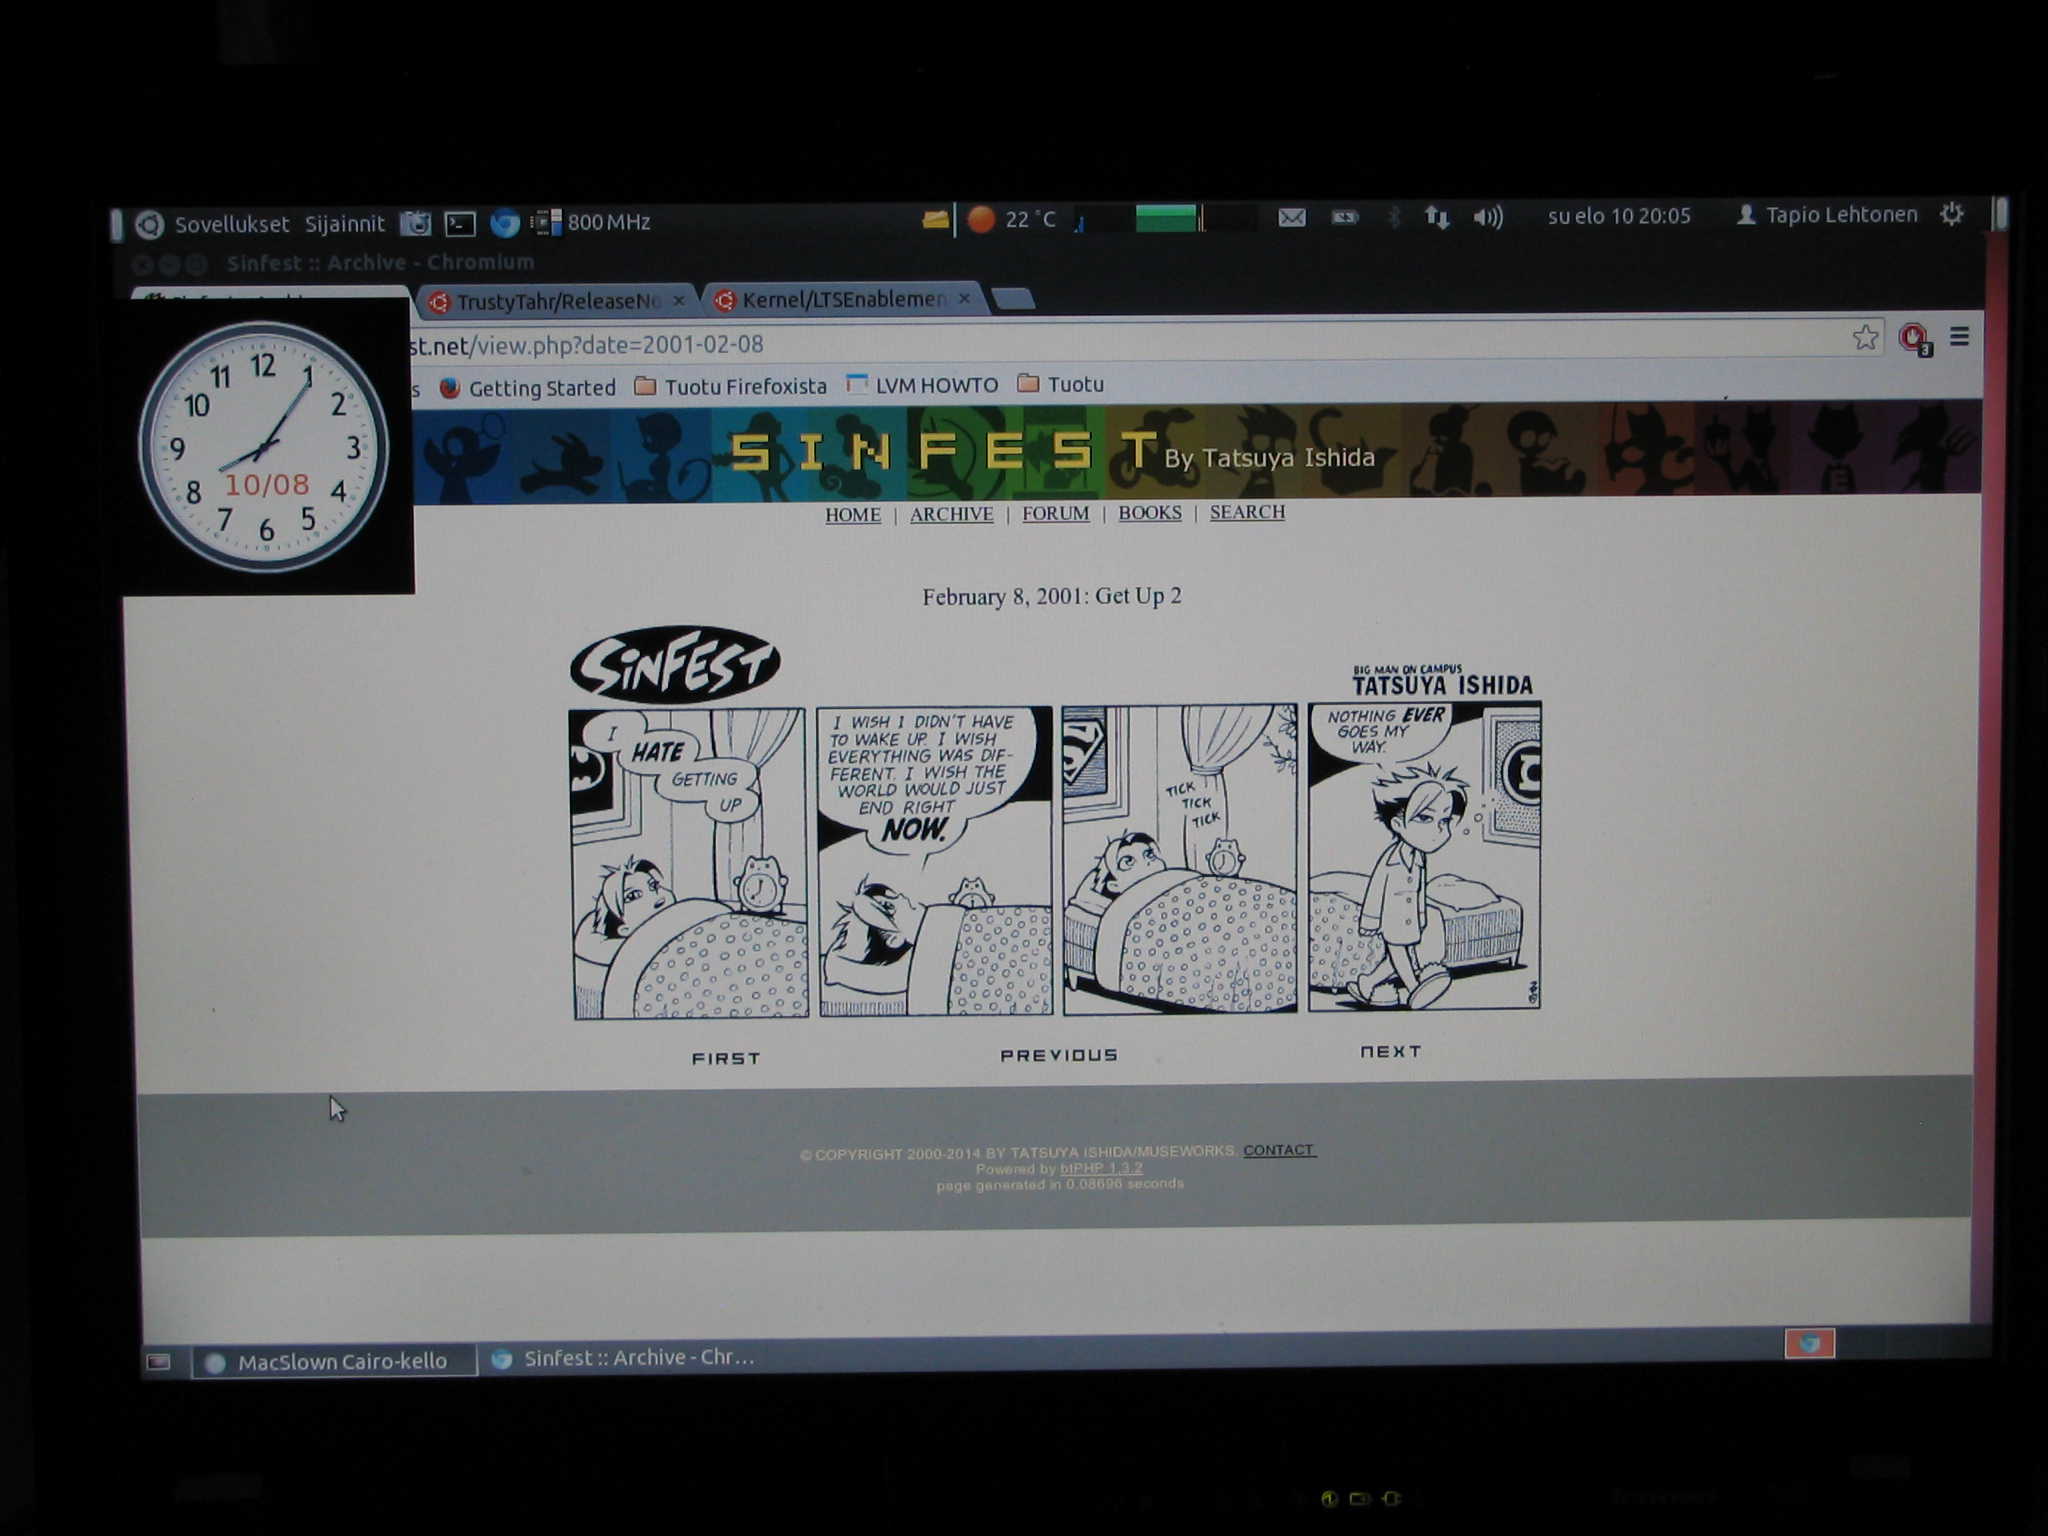 Sovellukset Sijainnit 800 MHz 22 °C su elo 10 20:05 Tapio Lehtonen
Sinfest :: Archive - Chromium
TrustyTahr/ReleaseNo × Kernel/LTSEnablemen ×
st.net/view.php?date=2001-02-08
3
s Getting Started Tuotu Firefoxista LVM HOWTO Tuotu
12
11 1
10 2
9 3
10/08
8 4
7 5
6
SINFEST By Tatsuya Ishida
HOME | ARCHIVE | FORUM | BOOKS | SEARCH
February 8, 2001: Get Up 2
SINFEST
BIG MAN ON CAMPUS
TATSUYA ISHIDA
I
HATE
GETTING
UP
I WISH I DIDN'T HAVE
TO WAKE UP. I WISH
EVERYTHING WAS DIF-
FERENT. I WISH THE
WORLD WOULD JUST
END RIGHT
NOW.
TICK
TICK
TICK
NOTHING EVER
GOES MY
WAY.
FIRST PREVIOUS NEXT
© COPYRIGHT 2000-2014 BY TATSUYA ISHIDA/MUSEWORKS. CONTACT
Powered by btPHP 1.3.2
page generated in 0.08696 seconds
MacSlown Cairo-kello Sinfest :: Archive - Chr...